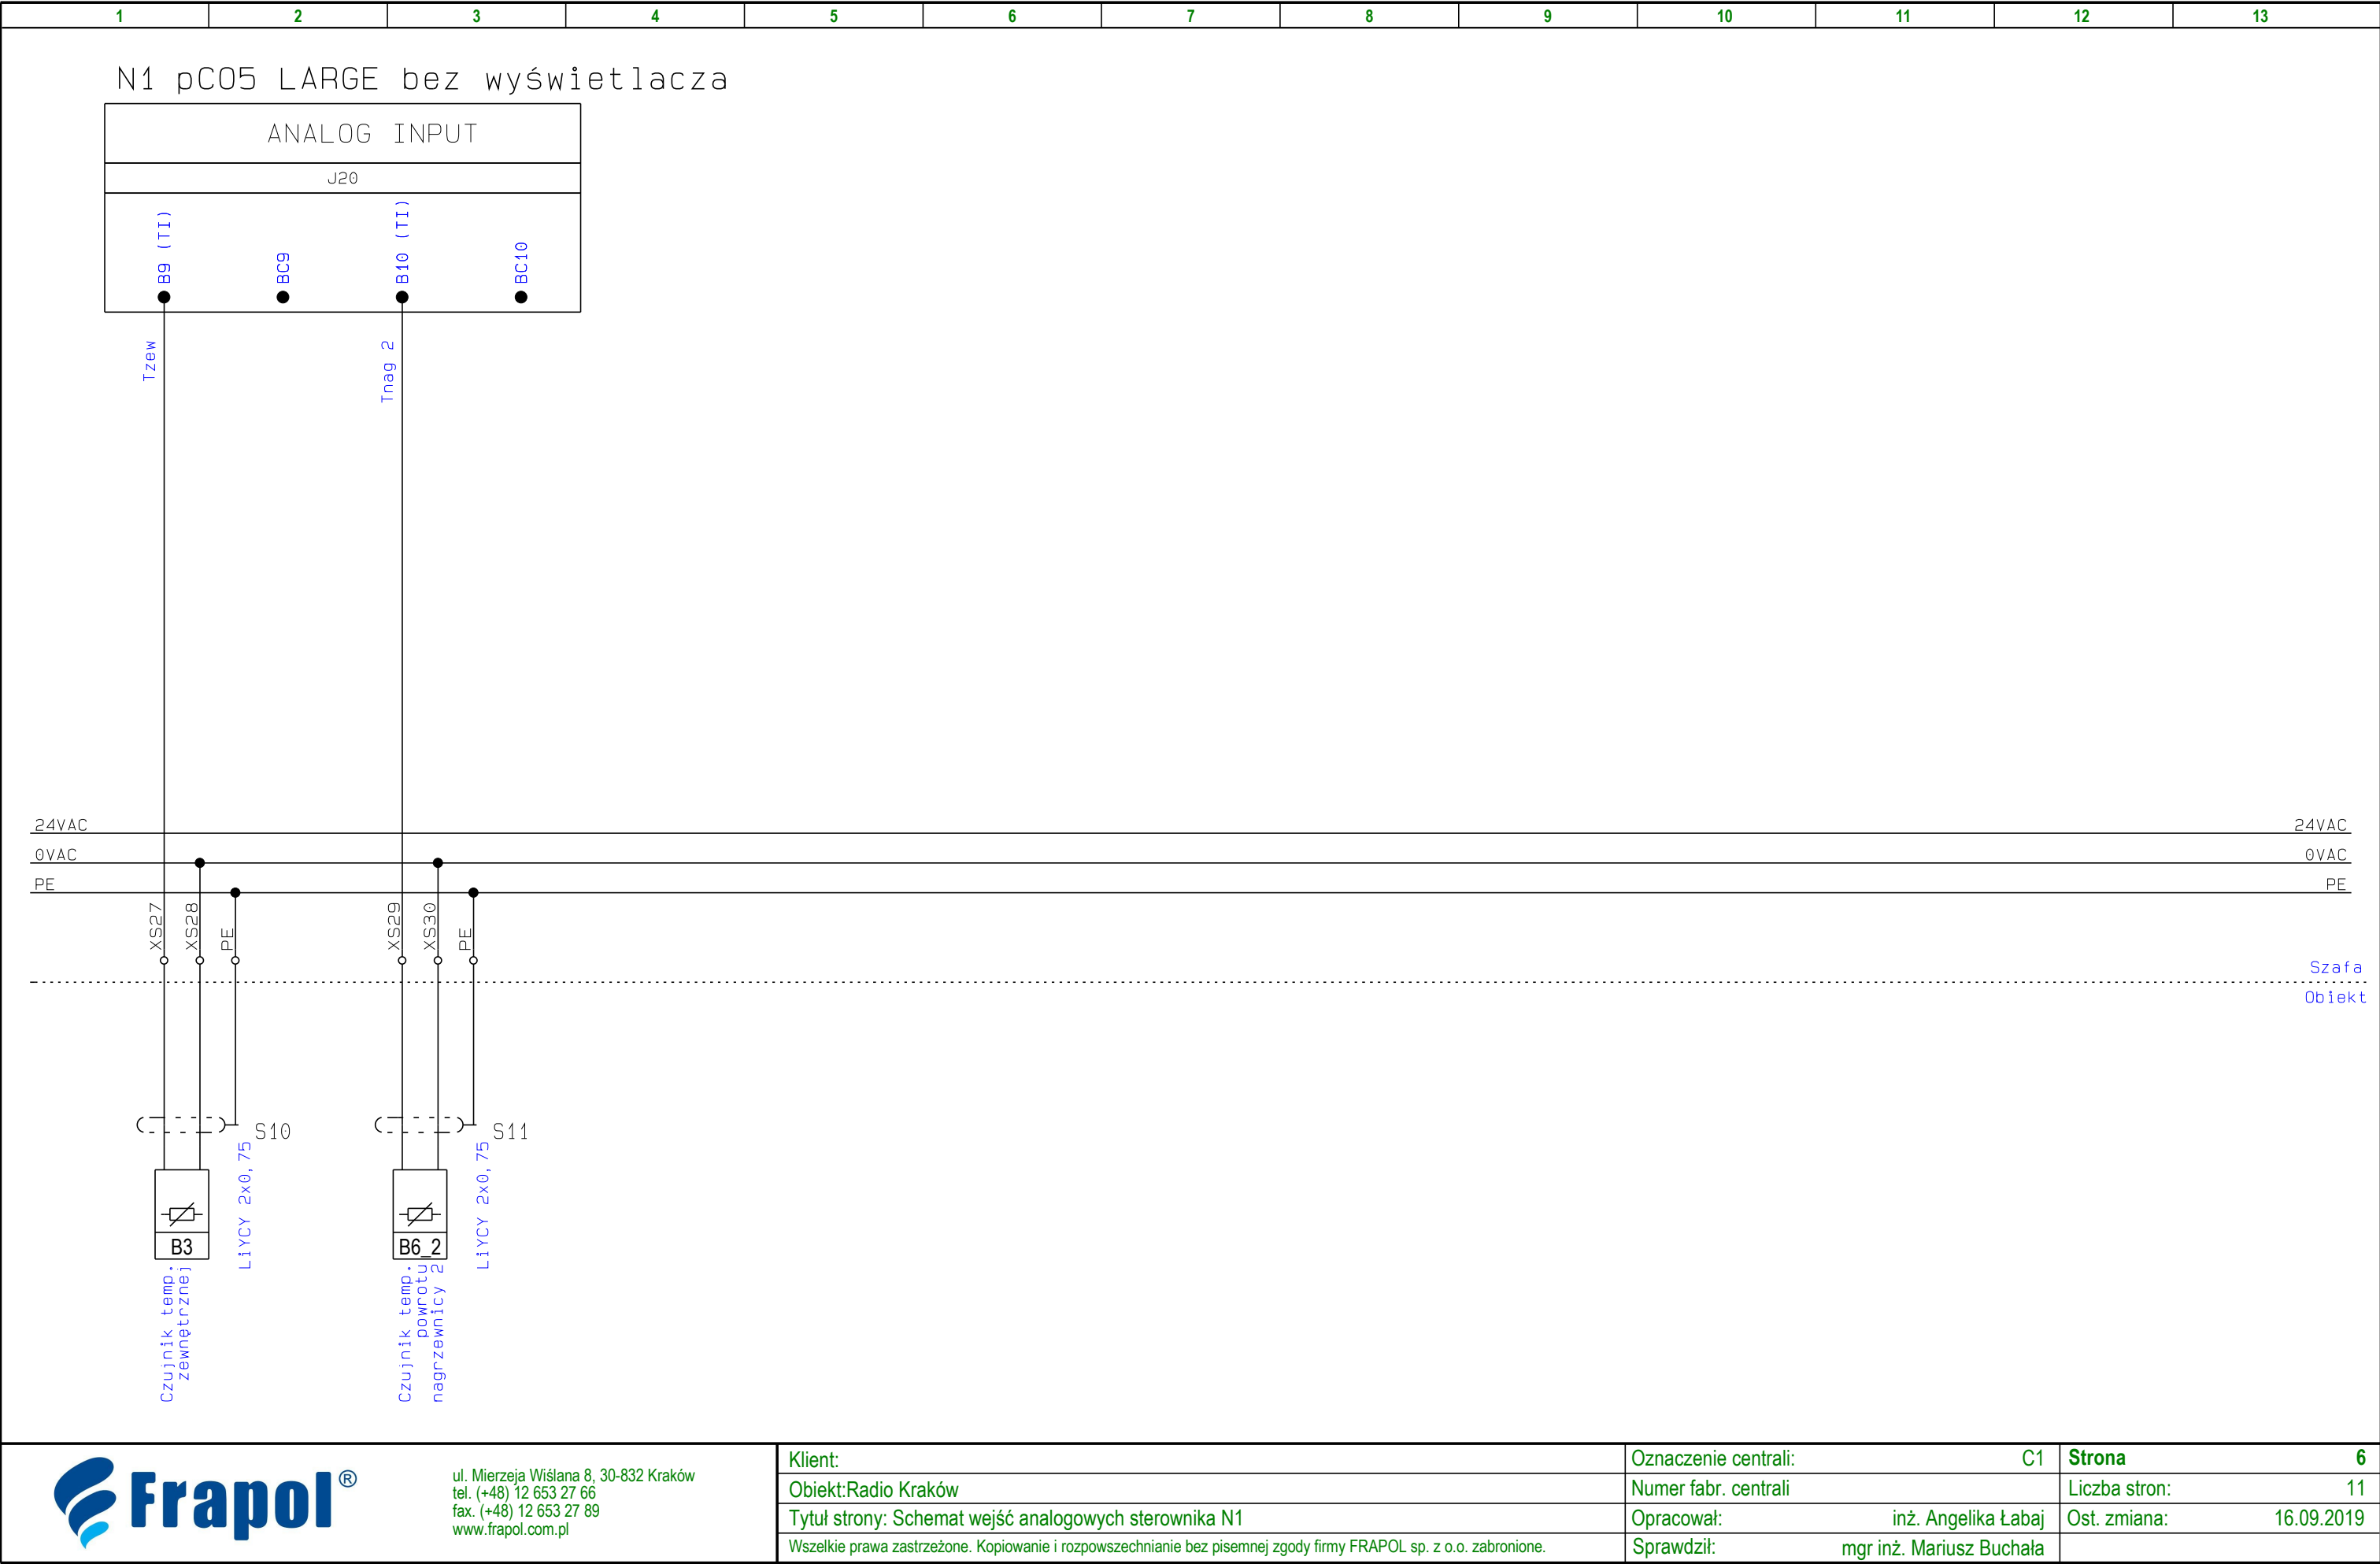 1 2 3 4 5 6 7 8 9 10 11 12 13
N1 pCO5 LARGE bez wyświetlacza
ANALOG INPUT
J20
B9 (TI)
BC9
B10 (TI)
BC10
Tzew
Tnag 2
24VAC 24VAC
0VAC 0VAC
PE PE
XS27
XS28
PE
XS29
XS30
PE
Szafa
Obiekt
S10
S11
LiYCY 2x0,75
LiYCY 2x0,75
B3
B6_2
Czujnik temp.
zewnętrznej
Czujnik temp.
powrotu
nagrzewnicy 2
Frapol®
ul. Mierzeja Wiślana 8, 30-832 Kraków
tel. (+48) 12 653 27 66
fax. (+48) 12 653 27 89
www.frapol.com.pl
Klient:
Obiekt:Radio Kraków
Tytuł strony: Schemat wejść analogowych sterownika N1
Wszelkie prawa zastrzeżone. Kopiowanie i rozpowszechnianie bez pisemnej zgody firmy FRAPOL sp. z o.o. zabronione.
Oznaczenie centrali: C1
Numer fabr. centrali
Opracował: inż. Angelika Łabaj
Sprawdził: mgr inż. Mariusz Buchała
Strona 6
Liczba stron: 11
Ost. zmiana: 16.09.2019